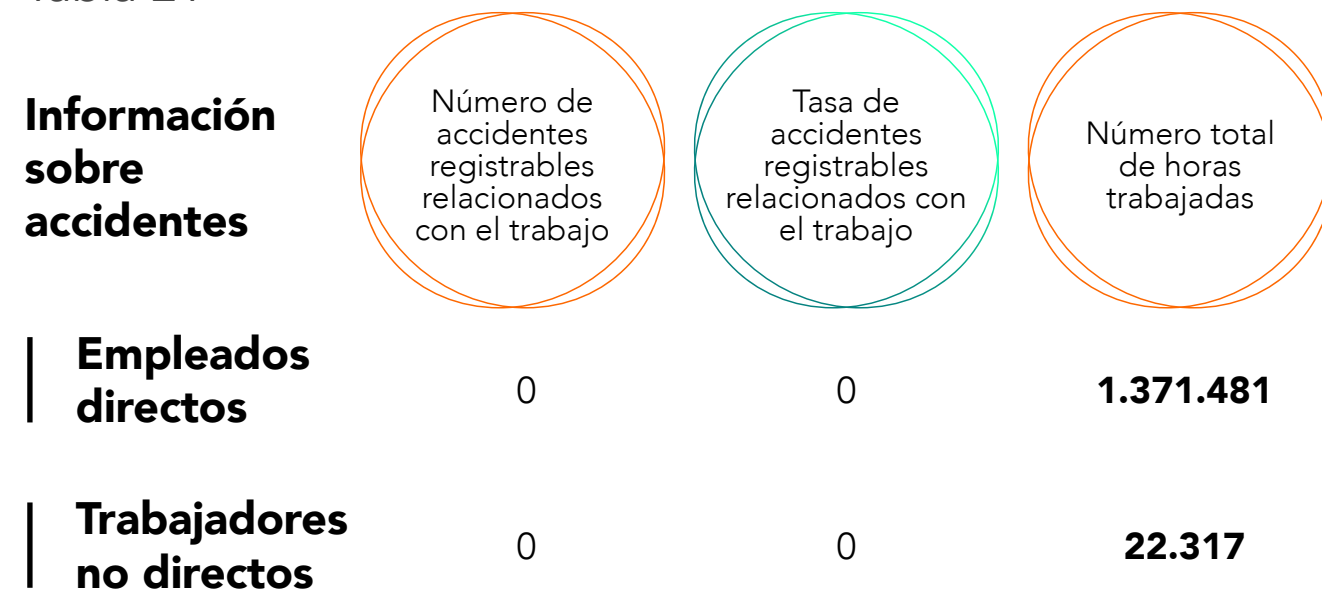 Información
sobre
accidentes
Número de
accidentes
registrables
relacionados
con el trabajo
Tasa de
accidentes
registrables
relacionados con
el trabajo
Número total
de horas
trabajadas
Empleados
directos
0
0
1.371.481
Trabajadores
no directos
0
0
22.317